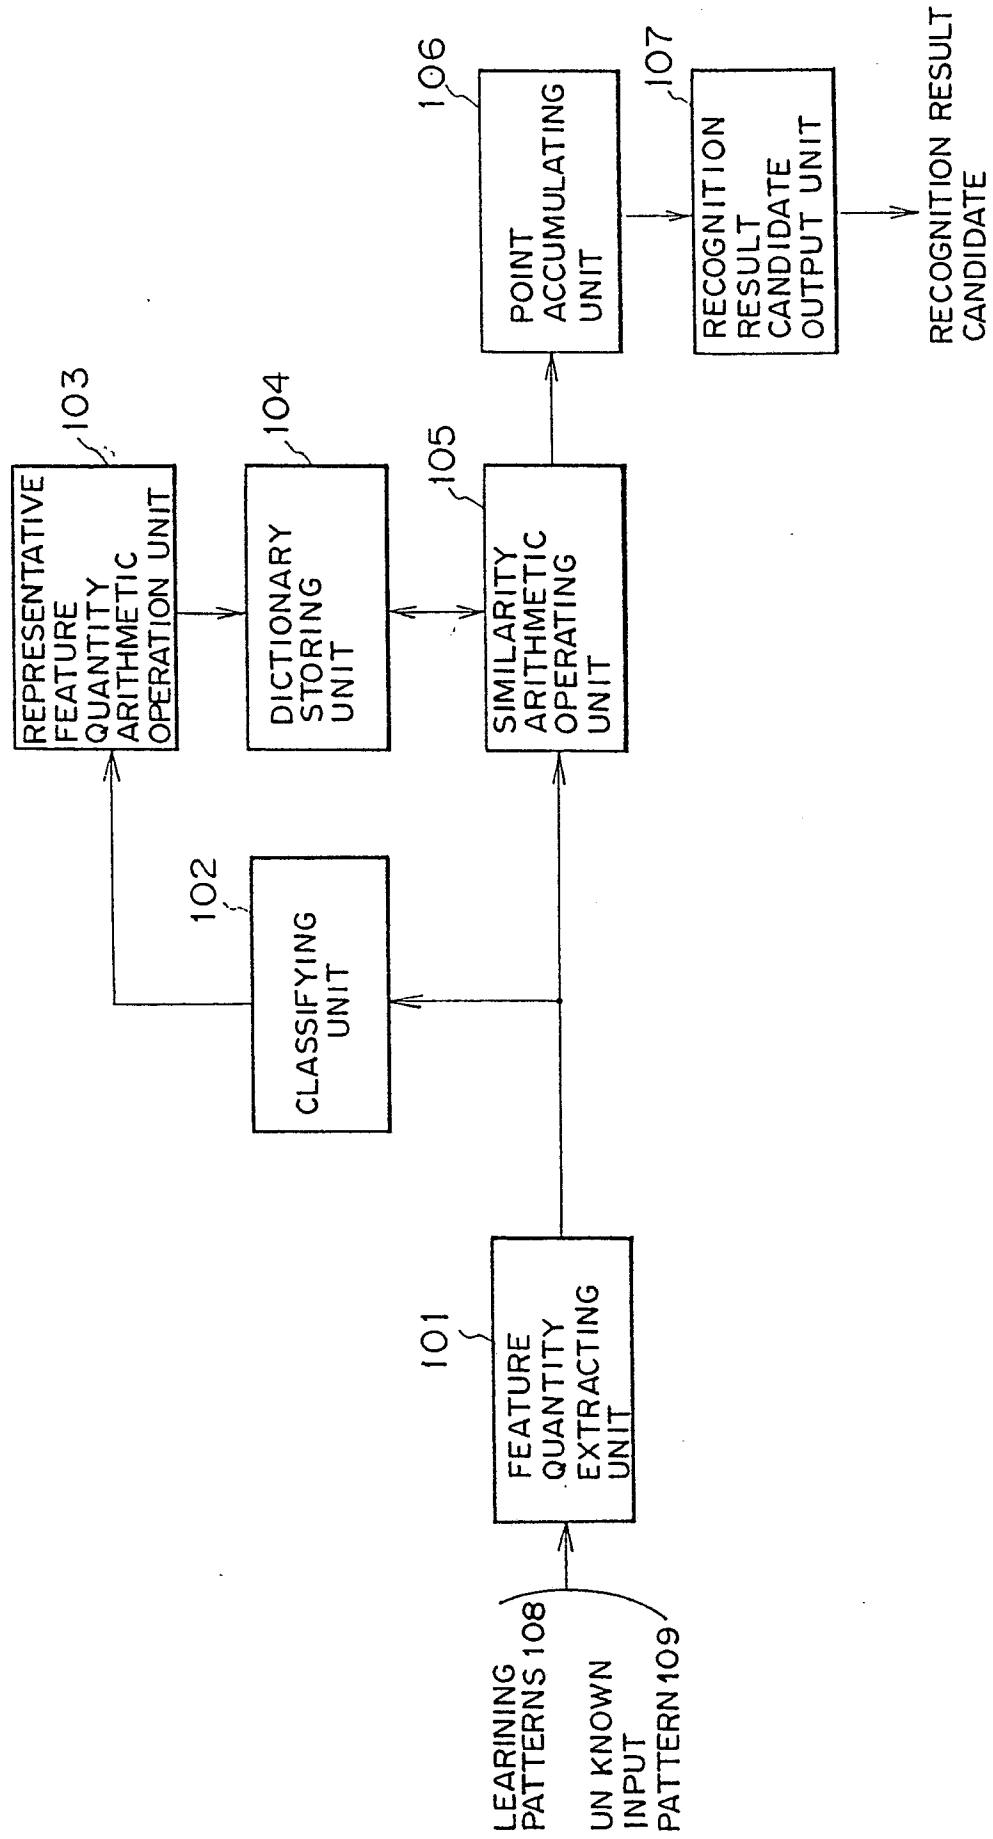 LEARINING
PATTERNS 108
UN KNOWN
INPUT
PATTERN 109
101
FEATURE
QUANTITY
EXTRACTING
UNIT
102
CLASSIFYING
UNIT
103
REPRESENTATIVE
FEATURE
QUANTITY
ARITHMETIC
OPERATION UNIT
104
DICTIONARY
STORING
UNIT
105
SIMILARITY
ARITHMETIC
OPERATING
UNIT
106
POINT
ACCUMULATING
UNIT
107
RECOGNITION
RESULT
CANDIDATE
OUTPUT UNIT
RECOGNITION RESULT
CANDIDATE